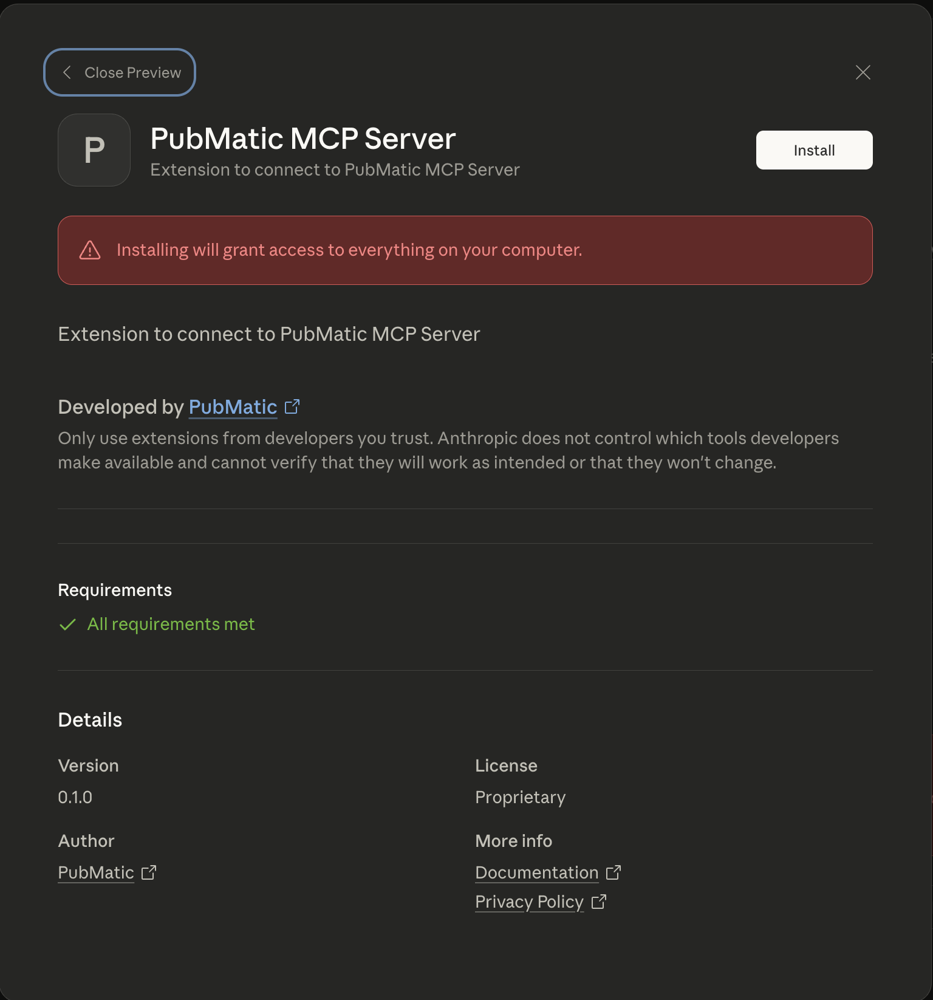 Close Preview
P
PubMatic MCP Server
Extension to connect to PubMatic MCP Server
Install
Installing will grant access to everything on your computer.
Extension to connect to PubMatic MCP Server
Developed by PubMatic
Only use extensions from developers you trust. Anthropic does not control which tools developers
make available and cannot verify that they will work as intended or that they won't change.
Requirements
All requirements met
Details
Version
0.1.0
License
Proprietary
Author
PubMatic
More info
Documentation
Privacy Policy